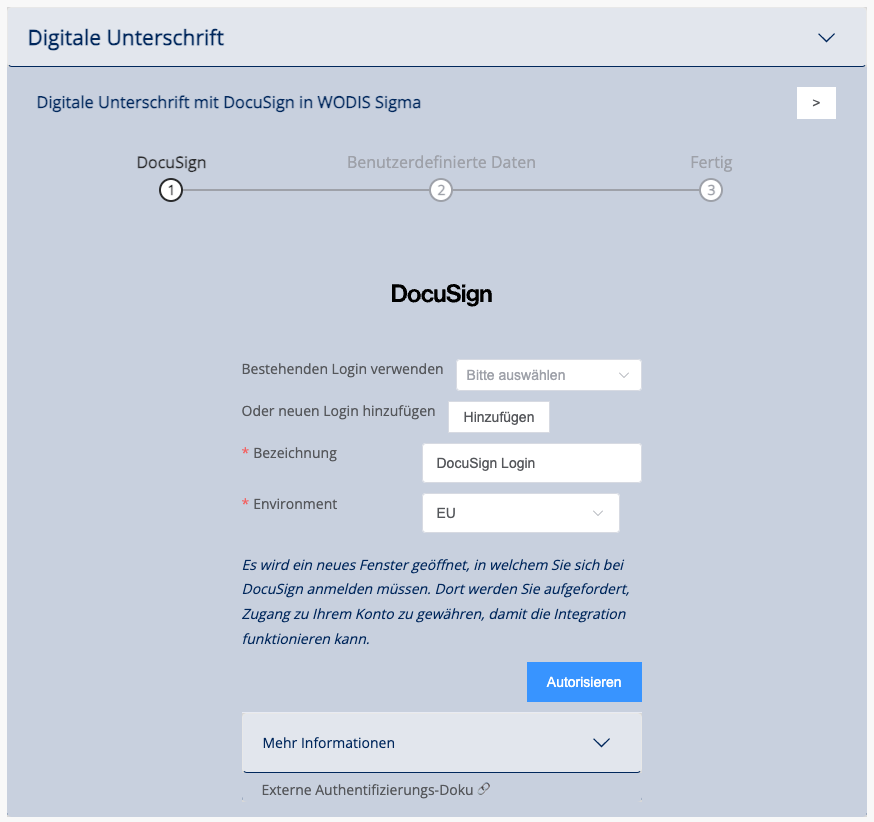 Digitale Unterschrift
Digitale Unterschrift mit DocuSign in WODIS Sigma
>
DocuSign
Benutzerdefinierte Daten
Fertig
1
2
3
DocuSign
Bestehenden Login verwenden
Bitte auswählen
Oder neuen Login hinzufügen
Hinzufügen
* Bezeichnung
DocuSign Login
* Environment
EU
Es wird ein neues Fenster geöffnet, in welchem Sie sich bei
DocuSign anmelden müssen. Dort werden Sie aufgefordert,
Zugang zu Ihrem Konto zu gewähren, damit die Integration
funktionieren kann.
Autorisieren
Mehr Informationen
Externe Authentifizierungs-Doku